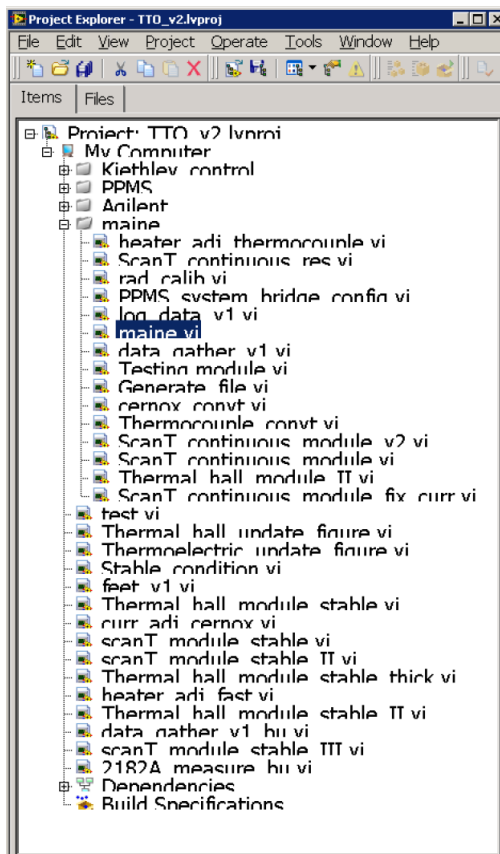 Project Explorer - TTO_v2.lvproj
File Edit View Project Operate Tools Window Help
Items Files
Project: TTO_v2.lvproj
My Computer
Kiethley_control
PPMS
Agilent
maine
heater_adj_thermocouple.vi
ScanT_continuous_res.vi
rad_calib.vi
PPMS_system_bridge_config.vi
log_data_v1.vi
maine.vi
data_gather_v1.vi
Testing module.vi
Generate_file.vi
cernox_convt.vi
Thermocouple_convt.vi
ScanT_continuous_module_v2.vi
ScanT_continuous_module.vi
Thermal_hall_module_II.vi
ScanT_continuous_module_fix_curr.vi
test.vi
Thermal_hall_update_figure.vi
Thermoelectric_update_figure.vi
Stable_condition.vi
feet_v1.vi
Thermal_hall_module_stable.vi
curr_adj_cernox.vi
scanT_module_stable.vi
scanT_module_stable_II.vi
Thermal_hall_module_stable_thick.vi
heater_adj_fast.vi
Thermal_hall_module_stable_II.vi
data_gather_v1_hu.vi
scanT_module_stable_III.vi
2182A_measure_hu.vi
Dependencies
Build Specifications